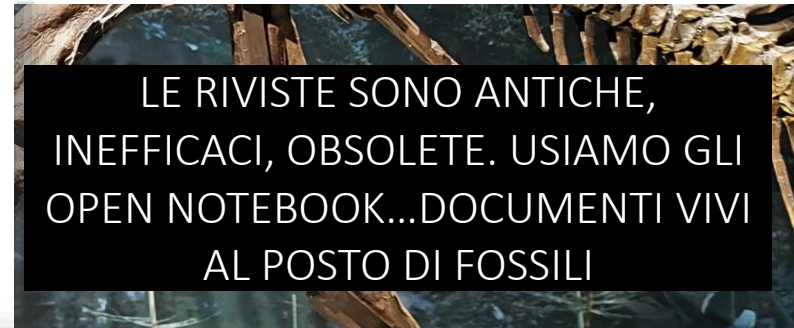 LE RIVISTE SONO ANTICHE,
INEFFICACI, OBSOLETE. USIAMO GLI
OPEN NOTEBOOK...DOCUMENTI VIVI
AL POSTO DI FOSSILI